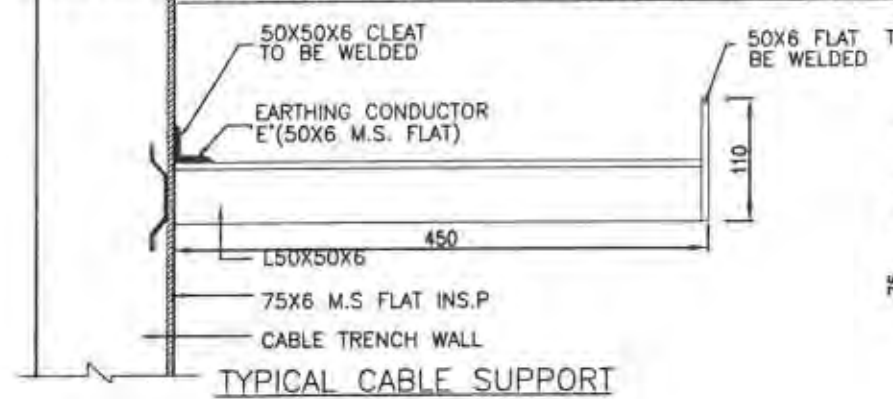 50X50X6 CLEAT
TO BE WELDED
50X6 FLAT T
BE WELDED
EARTHING CONDUCTOR
'E'(50X6 M.S. FLAT)
110
450
L50X50X6
75X6 M.S FLAT INS.P
CABLE TRENCH WALL
TYPICAL CABLE SUPPORT